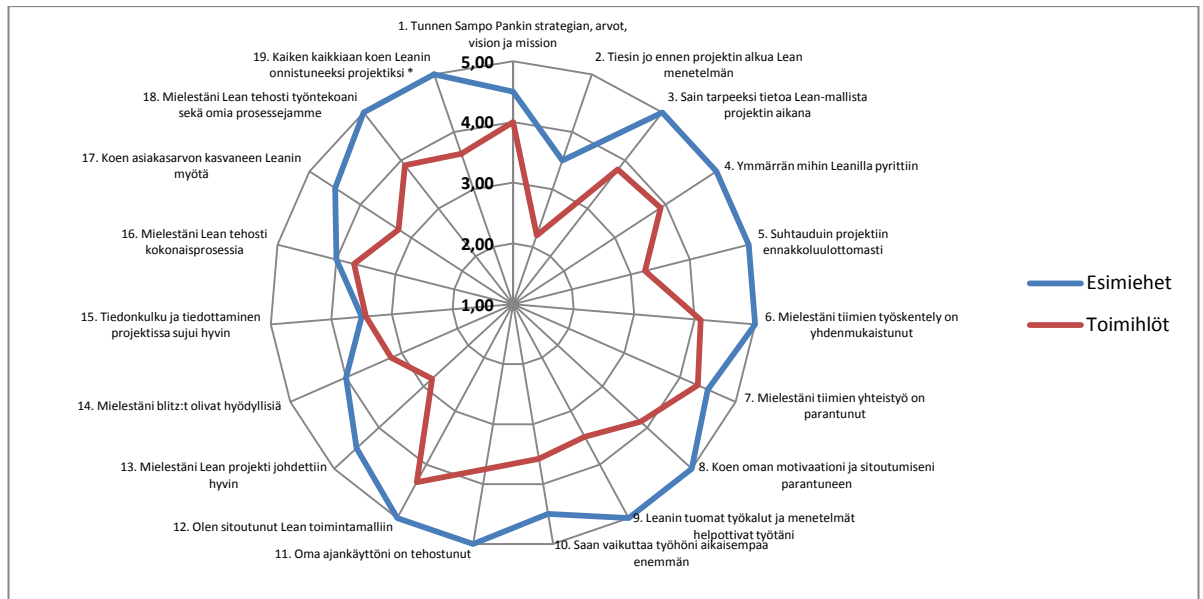 1. Tunnen Sampo Pankin strategian, arvot,
vision ja mission
2. Tiesin jo ennen projektin alkua Lean
menetelmän
3. Sain tarpeeksi tietoa Lean-mallista
projektin aikana
4. Ymmärrän mihin Leanilla pyrittiin
5. Suhtauduin projektiin
ennakkoluulottomasti
6. Mielestäni tiimien työskentely on
yhdenmukaistunut
7. Mielestäni tiimien yhteistyö on
parantunut
8. Koen oman motivaationi ja sitoutumiseni
parantuneen
9. Leanin tuomat työkalut ja menetelmät
helpottivat työtäni
10. Saan vaikuttaa työhöni aikaisempaa
enemmän
11. Oma ajankäyttöni on tehostunut
12. Olen sitoutunut Lean toimintamalliin
13. Mielestäni Lean projekti johdettiin
hyvin
14. Mielestäni blitz:t olivat hyödyllisiä
15. Tiedonkulku ja tiedottaminen
projektissa sujui hyvin
16. Mielestäni Lean tehosti
kokonaisprosessia
17. Koen asiakasarvon kasvaneen Leanin
myötä
18. Mielestäni Lean tehosti työntekoani
sekä omia prosessejamme
19. Kaiken kaikkiaan koen Leanin
onnistuneeksi projektiksi *
5,00
4,00
3,00
2,00
1,00
Esimiehet
Toimihlöt